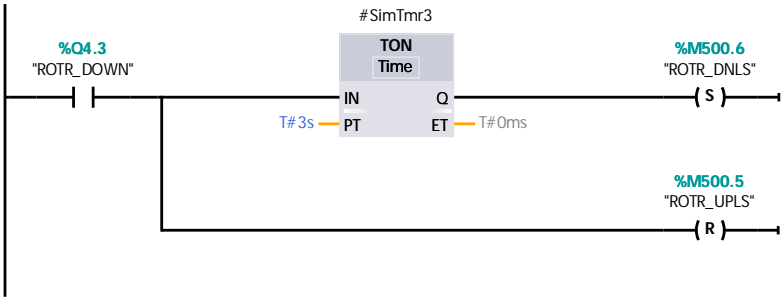 #SimTmr3
%Q4.3
"ROTR_DOWN"
TON
Time
%M500.6
"ROTR_DNLS"
IN
Q
S
T#3s
PT
ET
T#0ms
%M500.5
"ROTR_UPLS"
R